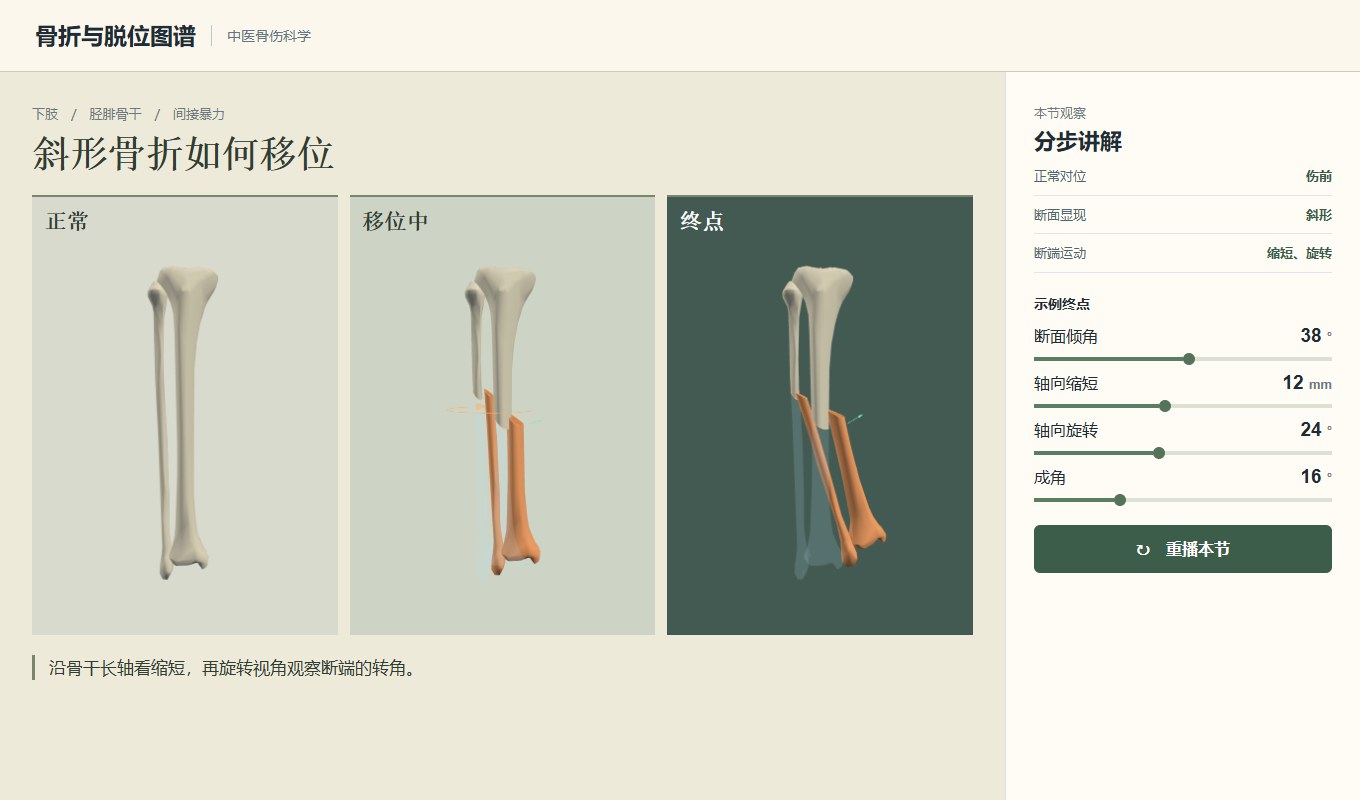 骨折与脱位图谱
中医骨伤科学
下肢 / 胫腓骨干 / 间接暴力
斜形骨折如何移位
正常
移位中
终点
沿骨干长轴看缩短，再旋转视角观察断端的转角。
本节观察
分步讲解
正常对位 伤前
断面显现 斜形
断端运动 缩短、旋转
示例终点
断面倾角 38 °
轴向缩短 12 mm
轴向旋转 24 °
成角 16 °
↻ 重播本节